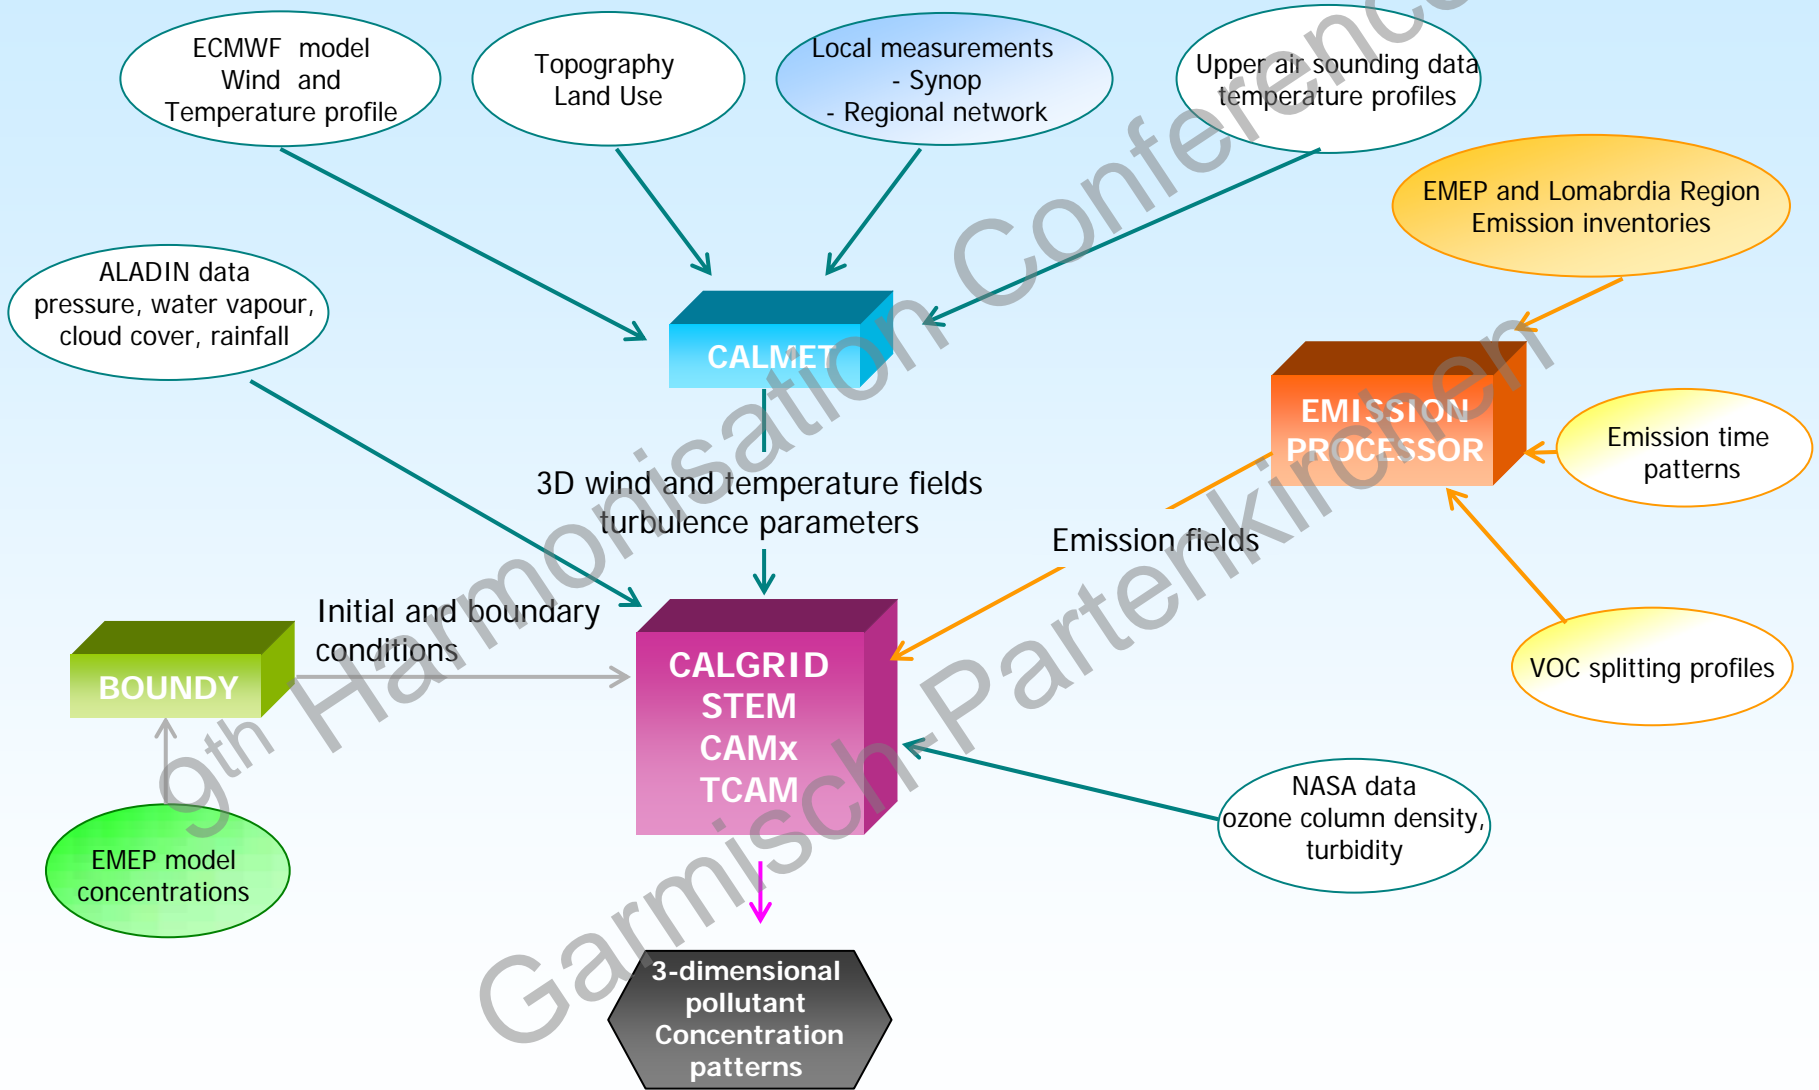 ECMWF model
Wind and
Temperature profile
Topography
Land Use
Local measurements
- Synop
- Regional network
Upper air sounding data
temperature profiles
EMEP and Lomabrdia Region
Emission inventories
ALADIN data
pressure, water vapour,
cloud cover, rainfall
CALMET
EMISSION
PROCESSOR
Emission time
patterns
3D wind and temperature fields
turbulence parameters
Emission fields
Initial and boundary
conditions
BOUNDY
CALGRID
STEM
CAMx
TCAM
VOC splitting profiles
NASA data
ozone column density,
turbidity
EMEP model
concentrations
3-dimensional
pollutant
Concentration
patterns
9th Harmonisation Conference
Garmisch-Partenkirchen